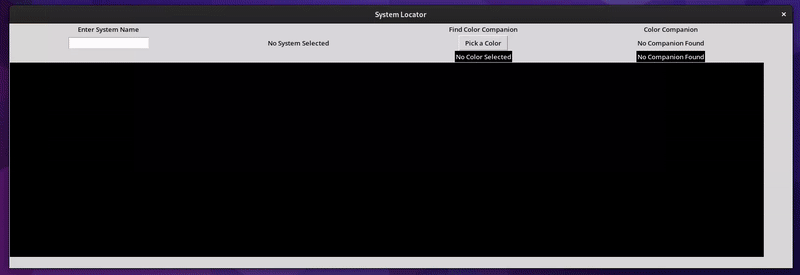 System Locator
Enter System Name
Find Color Companion
Color Companion
No System Selected
Pick a Color
No Companion Found
No Color Selected
No Companion Found